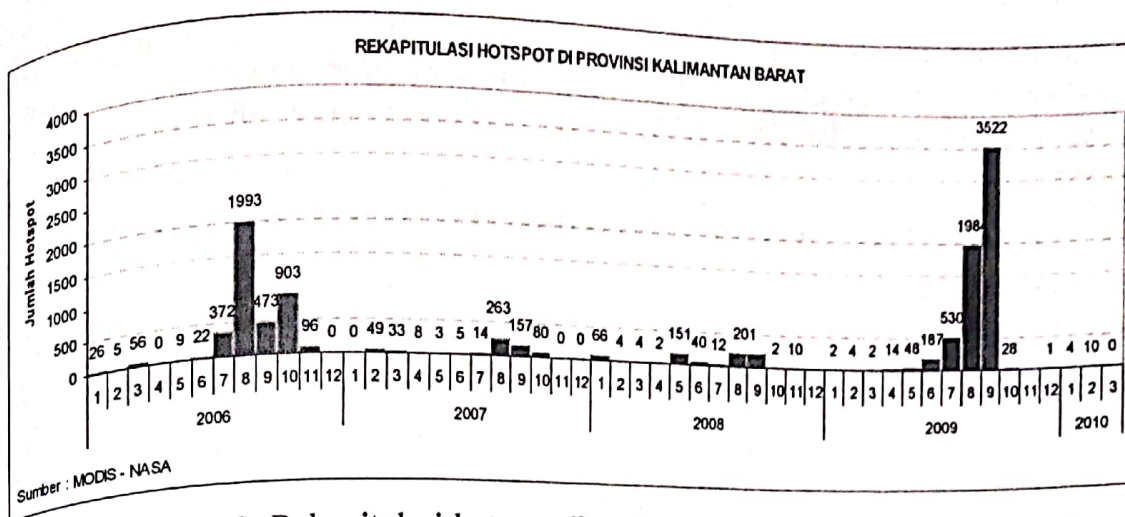 REKAPITULASI HOTSPOT DI PROVINSI KALIMANTAN BARAT
Jumlah Hotspot
4000
3500
3000
2500
2000
1500
1000
500
0
26 5 56 0 9 22 372 1993 473 903 96 0 0 49 33 8 3 5 14 263 157 80 0 0 66 4 4 2 151 40 12 201 2 10 2 4 2 14 48 187 530 1984 3522 28 1 4 10 0
1 2 3 4 5 6 7 8 9 10 11 12 1 2 3 4 5 6 7 8 9 10 11 12 1 2 3 4 5 6 7 8 9 10 11 12 1 2 3 4 5 6 7 8 9 10 11 12 1 2 3
2006 2007 2008 2009 2010
Sumber : MODIS - NASA